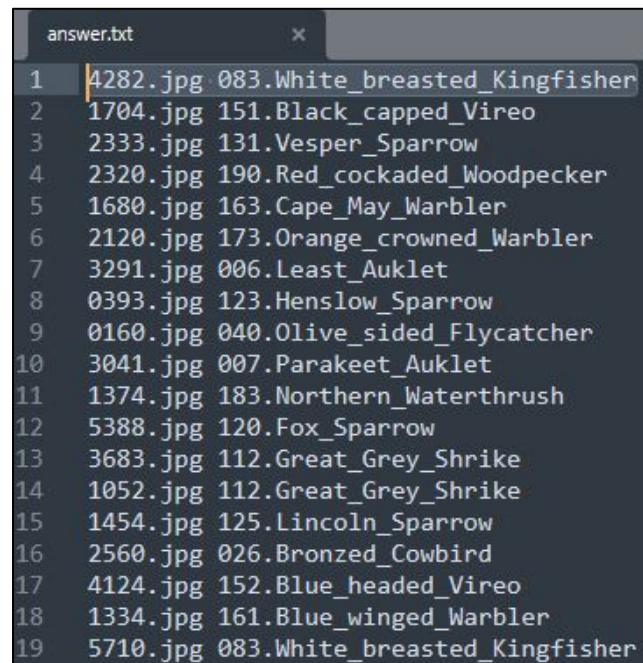 answer.txt ×
1 4282.jpg 083.White_breasted_Kingfisher
2 1704.jpg 151.Black_capped_Vireo
3 2333.jpg 131.Vesper_Sparrow
4 2320.jpg 190.Red_cockaded_Woodpecker
5 1680.jpg 163.Cape_May_Warbler
6 2120.jpg 173.Orange_crowned_Warbler
7 3291.jpg 006.Least_Auklet
8 0393.jpg 123.Henslow_Sparrow
9 0160.jpg 040.Olive_sided_Flycatcher
10 3041.jpg 007.Parakeet_Auklet
11 1374.jpg 183.Northern_Waterthrush
12 5388.jpg 120.Fox_Sparrow
13 3683.jpg 112.Great_Grey_Shrike
14 1052.jpg 112.Great_Grey_Shrike
15 1454.jpg 125.Lincoln_Sparrow
16 2560.jpg 026.Bronzed_Cowbird
17 4124.jpg 152.Blue_headed_Vireo
18 1334.jpg 161.Blue_winged_Warbler
19 5710.jpg 083.White_breasted_Kingfisher